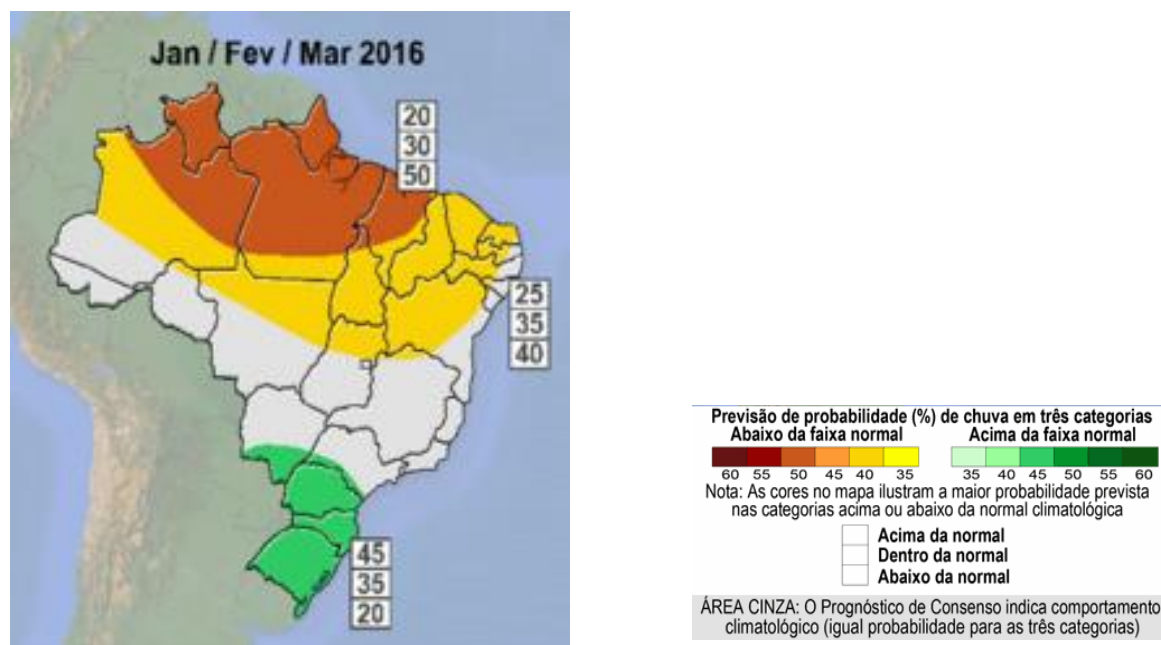 Jan / Fev / Mar 2016
20
30
50
25
35
40
45
35
20
Previsão de probabilidade (%) de chuva em três categorias
Abaixo da faixa normal Acima da faixa normal
60 55 50 45 40 35 35 40 45 50 55 60
Nota: As cores no mapa ilustram a maior probabilidade prevista
nas categorias acima ou abaixo da normal climatológica
Acima da normal
Dentro da normal
Abaixo da normal
ÁREA CINZA: O Prognóstico de Consenso indica comportamento
climatológico (igual probabilidade para as três categorias)